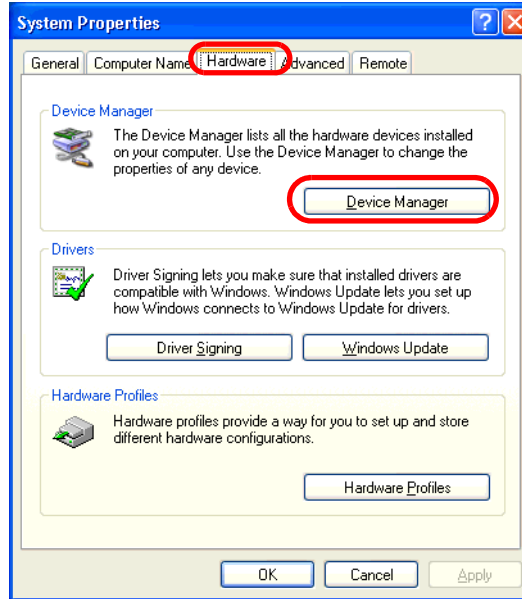 System Properties
General Computer Name Hardware Advanced Remote
Device Manager
The Device Manager lists all the hardware devices installed
on your computer. Use the Device Manager to change the
properties of any device.
Device Manager
Drivers
Driver Signing lets you make sure that installed drivers are
compatible with Windows. Windows Update lets you set up
how Windows connects to Windows Update for drivers.
Driver Signing Windows Update
Hardware Profiles
Hardware profiles provide a way for you to set up and store
different hardware configurations.
Hardware Profiles
OK Cancel Apply